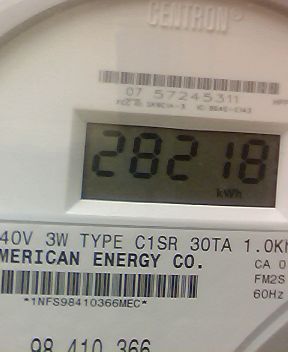 CENTRON®
07 57245311
28218
kWh
40V 3W TYPE C1SR 30TA 1.0K
MERICAN ENERGY CO.
CA 0
FM2S
60Hz
*1NFS98410366MEC*
98 410 366